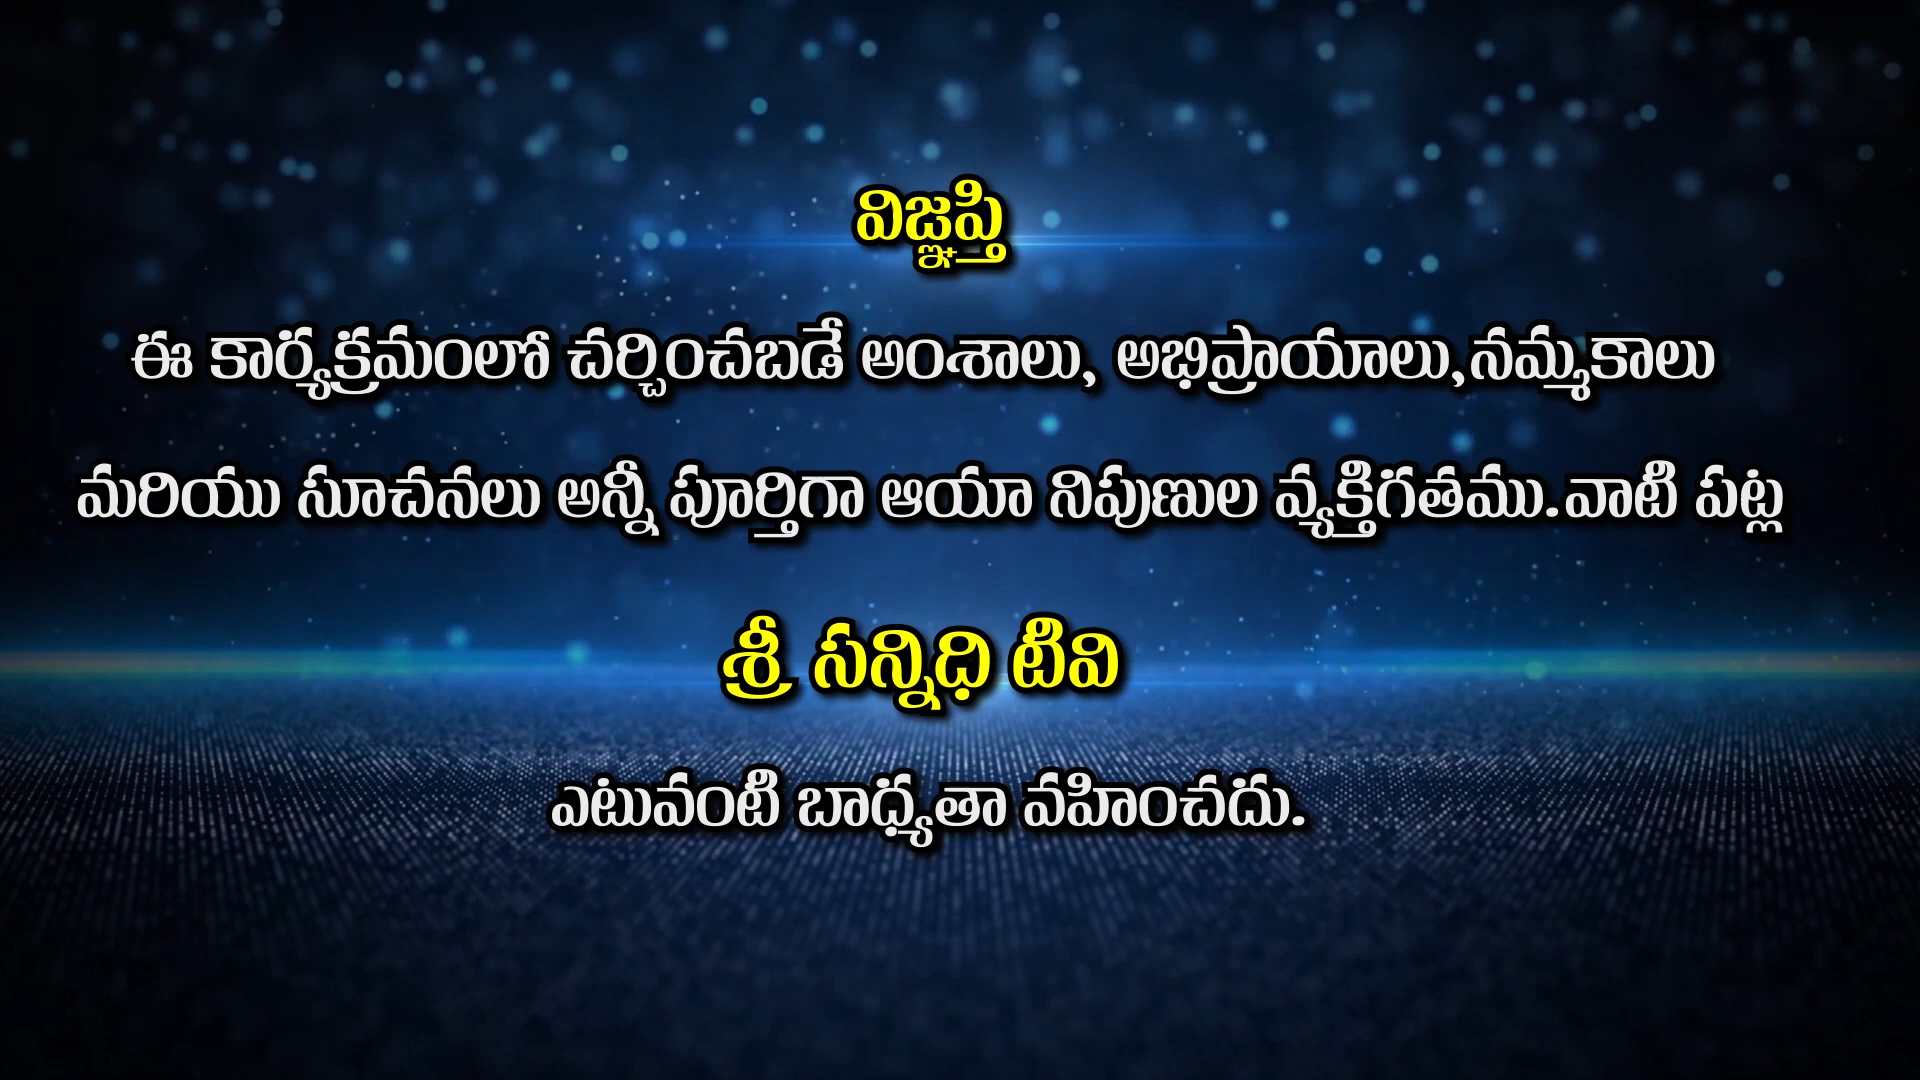 విజ్ఞప్తి
ఈ కార్యక్రమంలో చర్చించబడే అంశాలు, అభిప్రాయాలు,నమ్మకాలు
మరియు సూచనలు అన్నీ పూర్తిగా ఆయా నిపుణుల వ్యక్తిగతము.వాటి పట్ల
శ్రీ సన్నిధి టీవి
ఎటువంటి బాధ్యతా వహించదు.